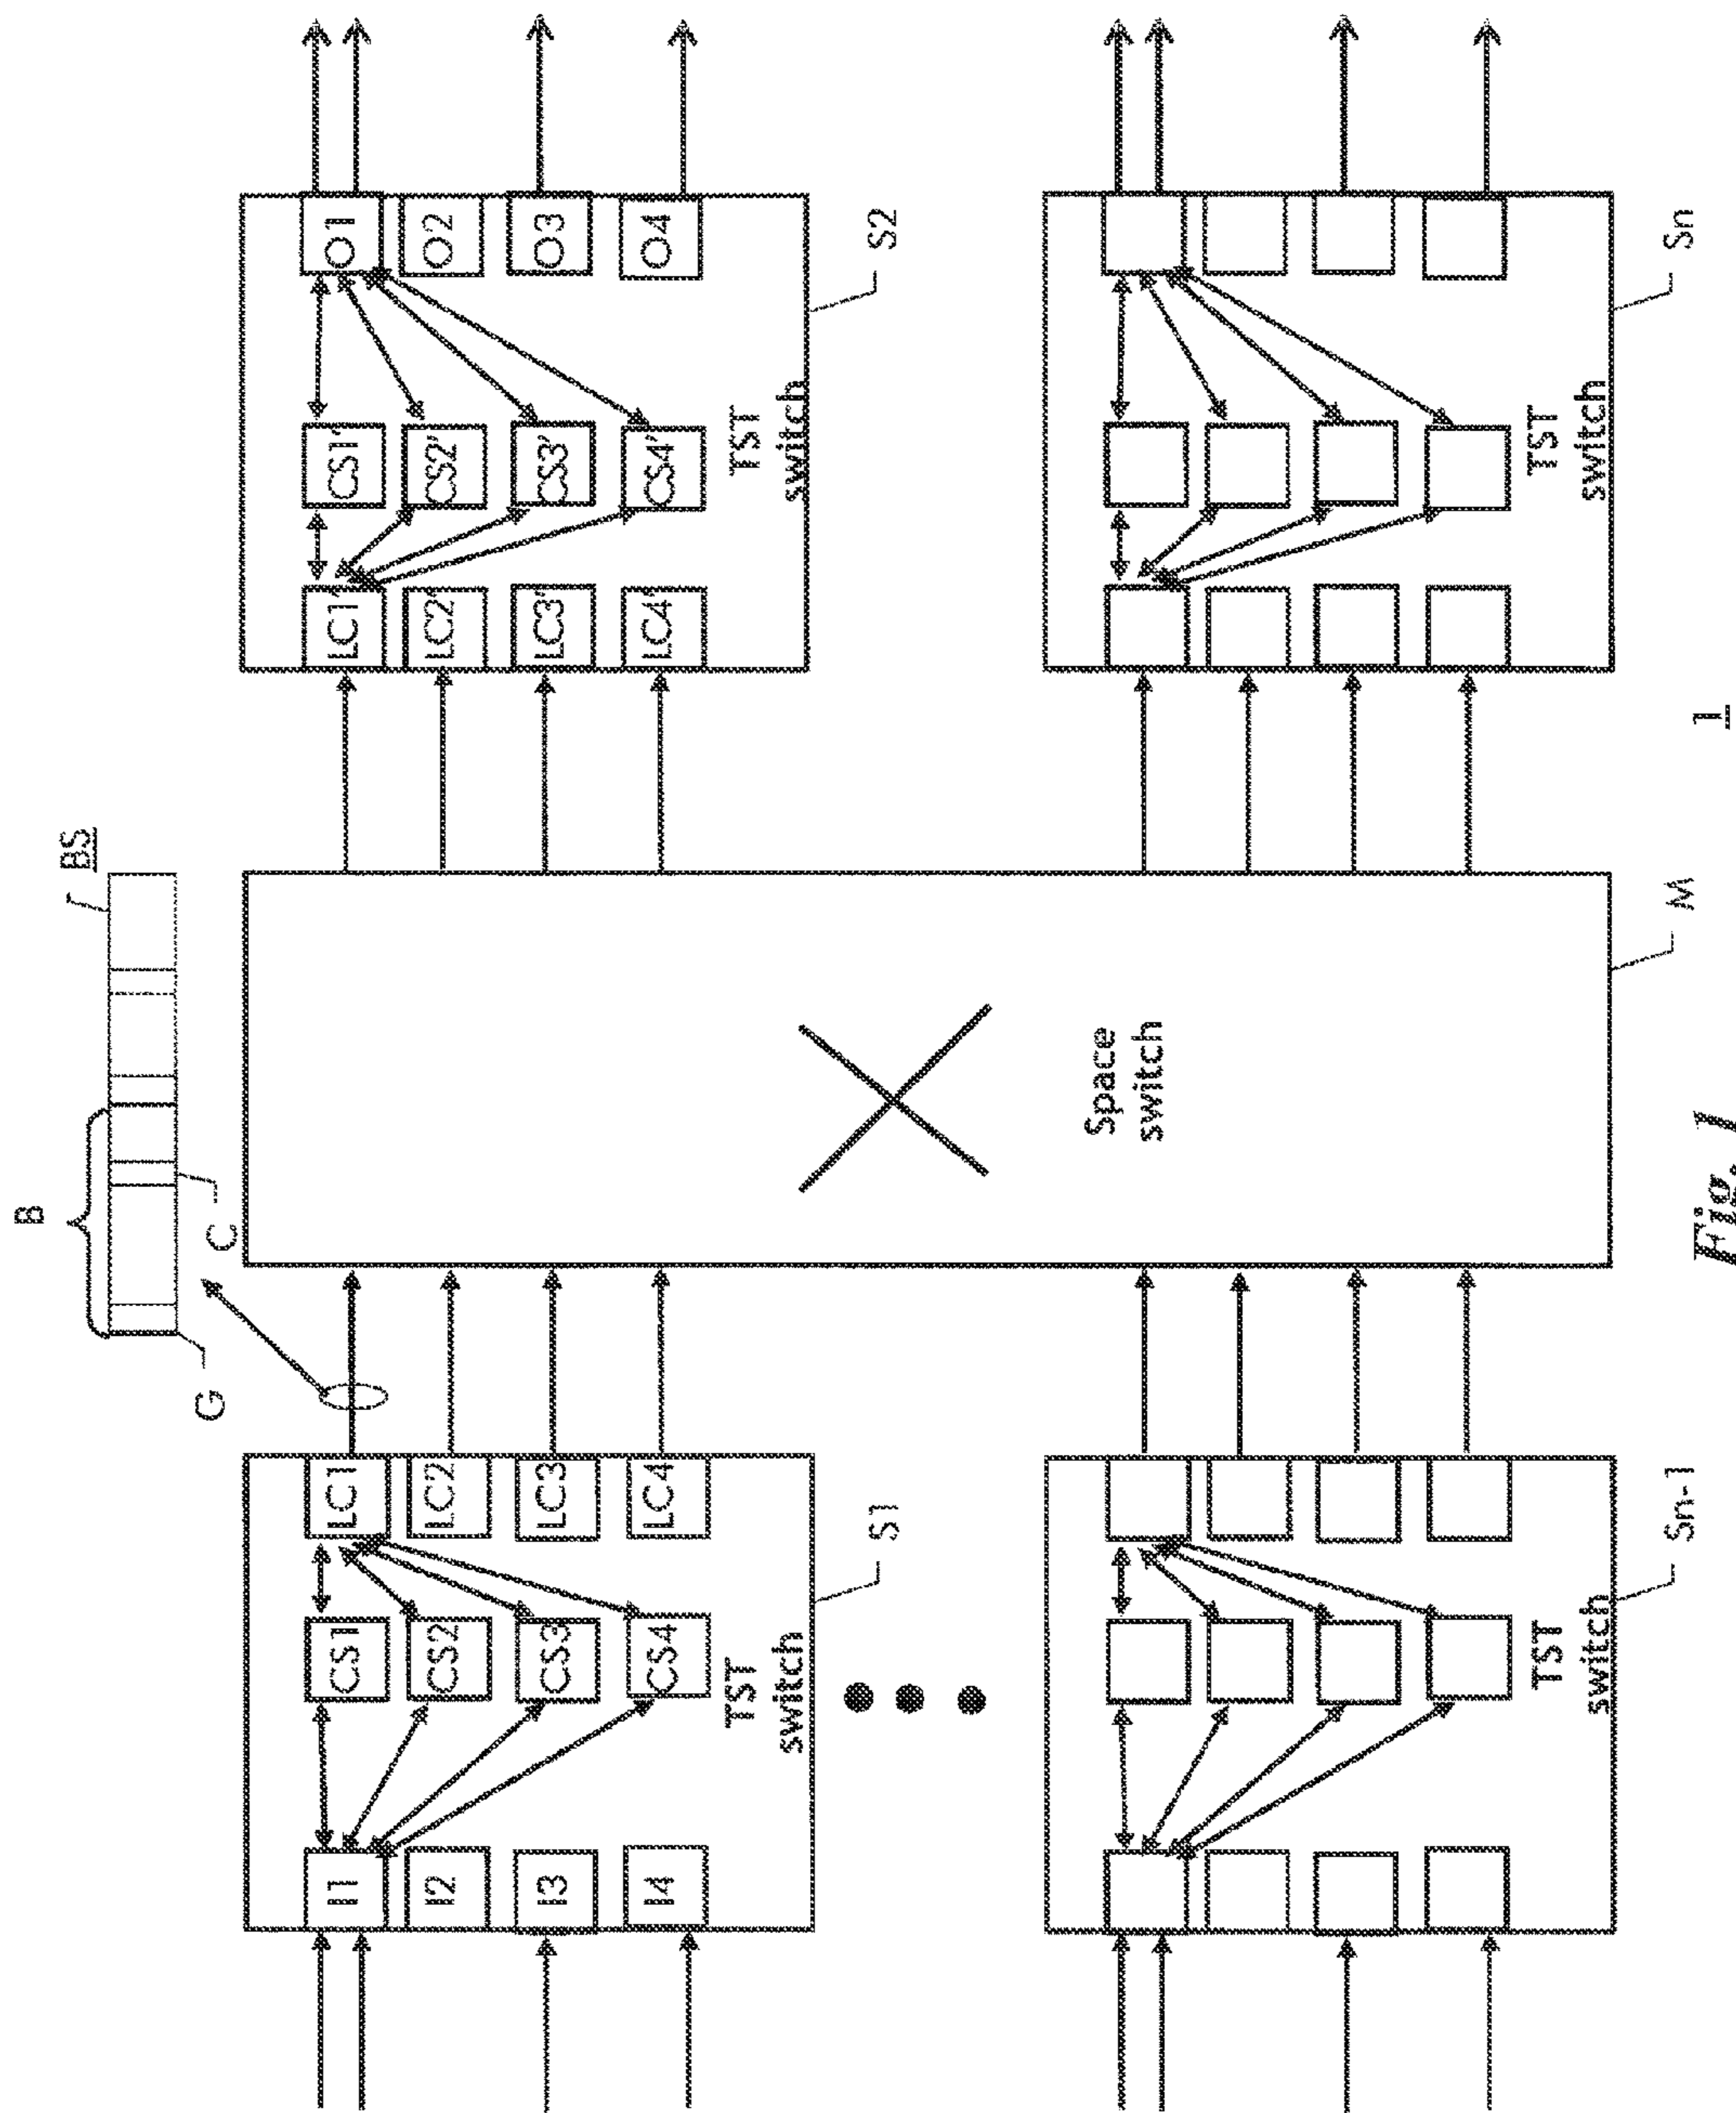 B
BS
G
C
I1
I2
I3
I4
CS1
CS2
CS3
CS4
LC1
LC2
LC3
LC4
TST
switch
S1
Space
switch
M
LC1'
LC2'
LC3'
LC4'
CS1'
CS2'
CS3'
CS4'
O1
O2
O3
O4
TST
switch
S2
TST
switch
Sn-1
TST
switch
Sn
1
Fig. 1